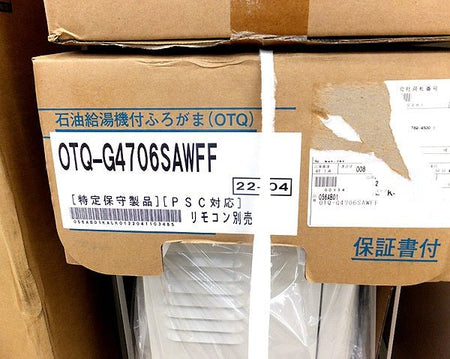 石油給湯機付ふろがま(OTQ)
OTQ-G4706SAWFF
22-04
[特定保守製品][PSC対応]
リモコン別売
008
056AB01
OTQ-G4706SAWFF
保証書付